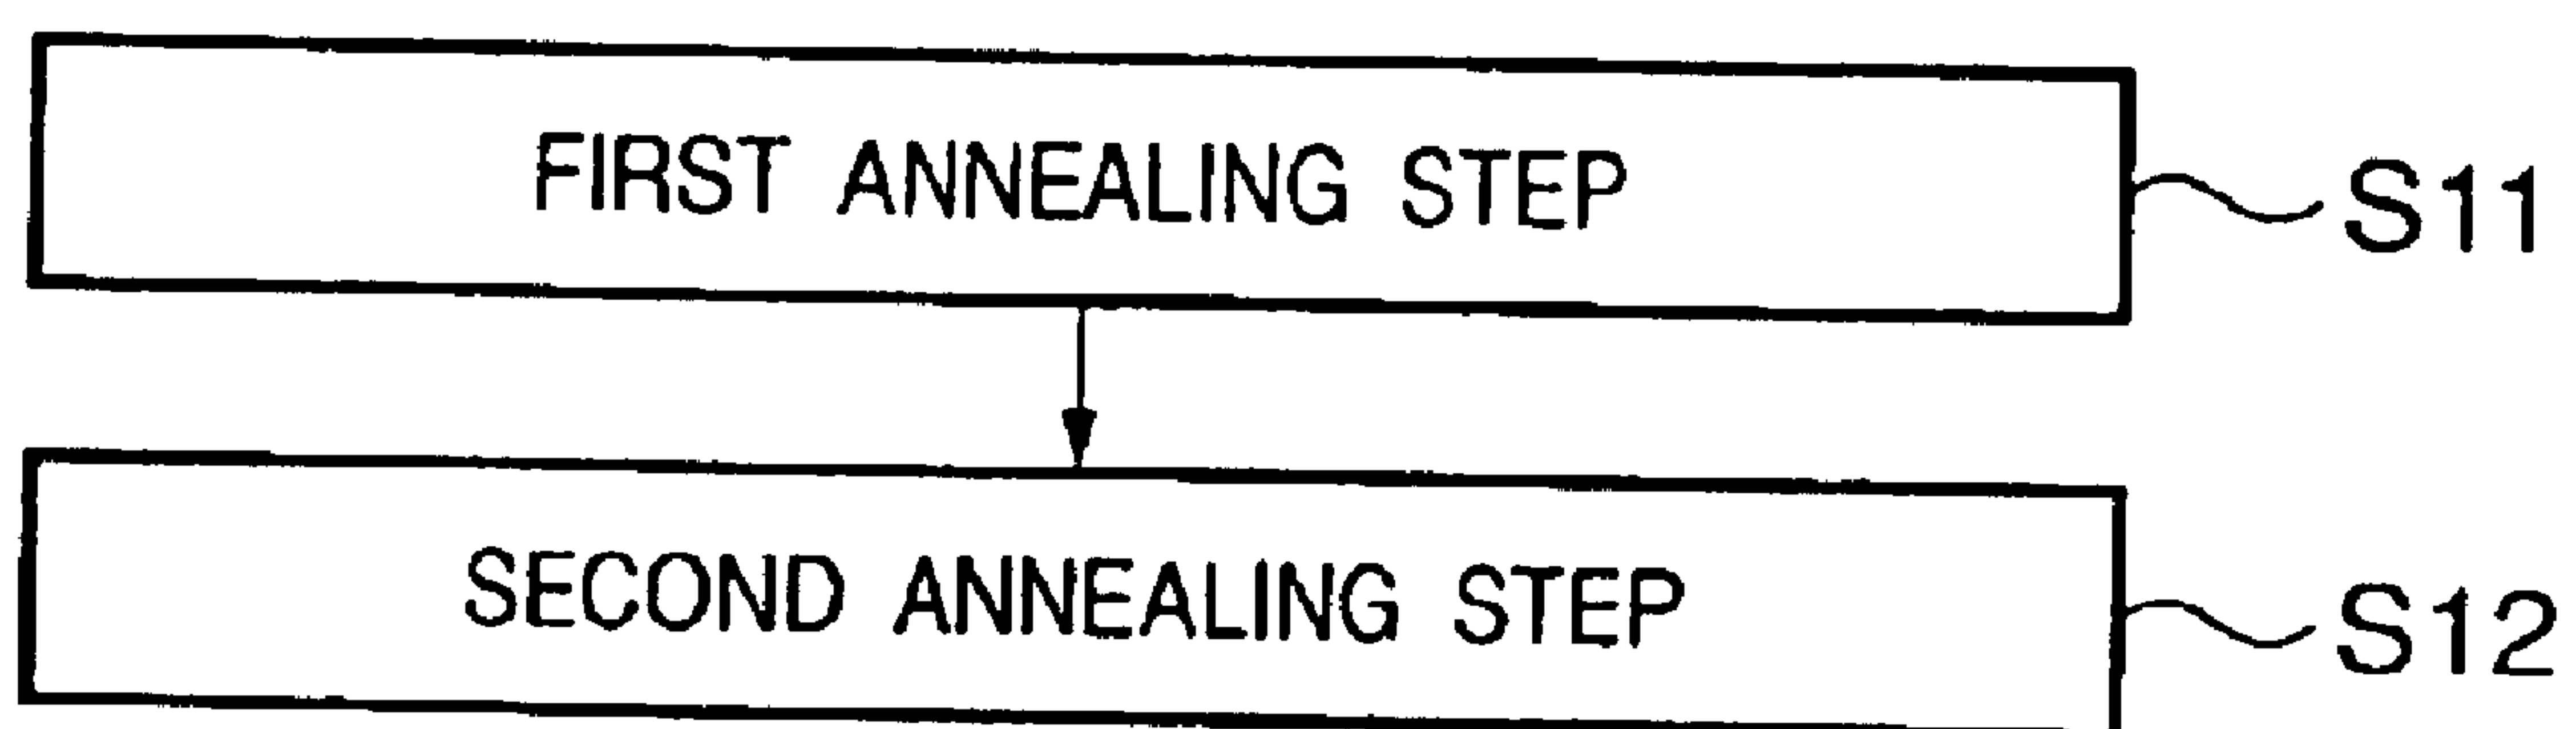 FIRST ANNEALING STEP
S11
SECOND ANNEALING STEP
S12